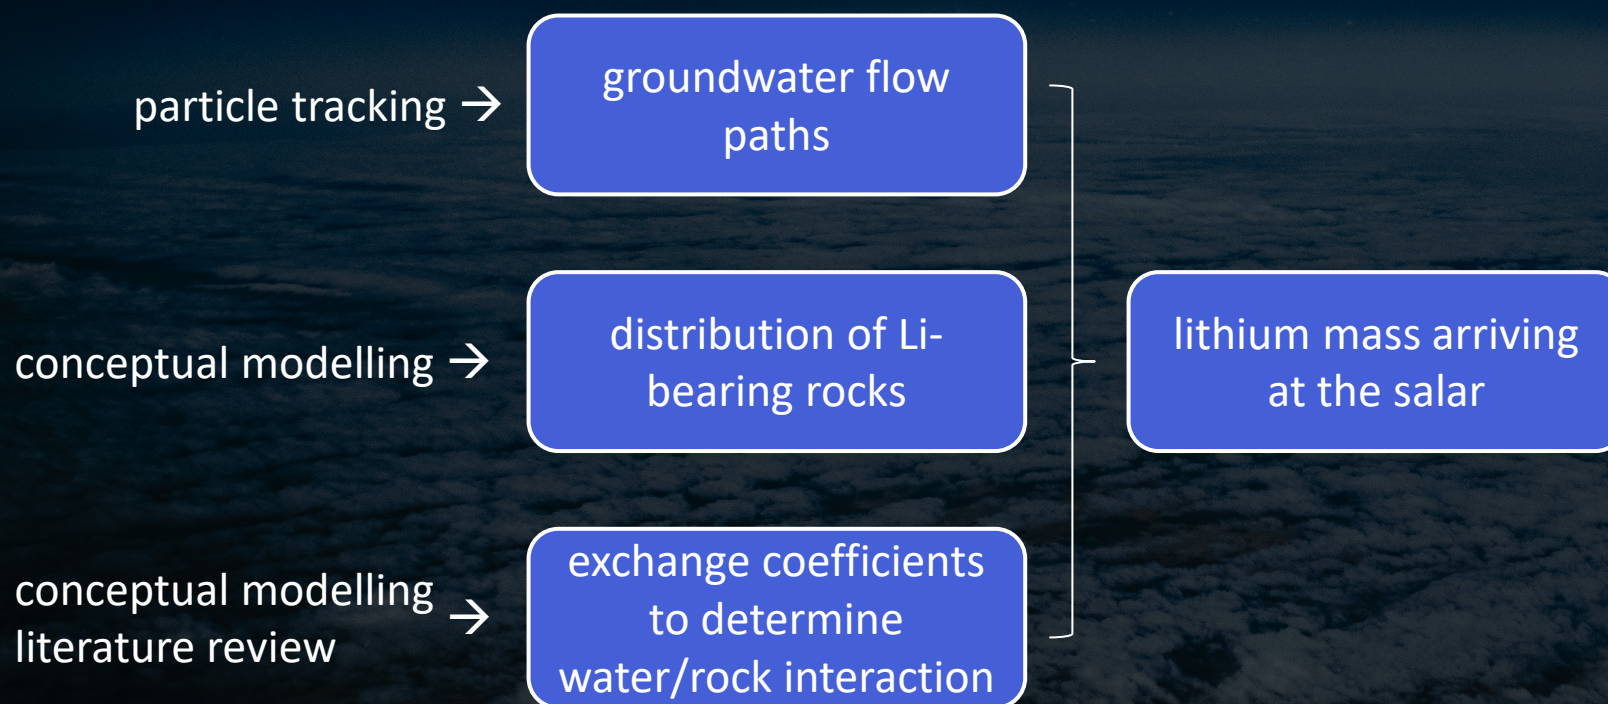 particle tracking →
groundwater flow
paths
conceptual modelling →
distribution of Li-
bearing rocks
conceptual modelling
literature review
→
exchange coefficients
to determine
water/rock interaction
lithium mass arriving
at the salar